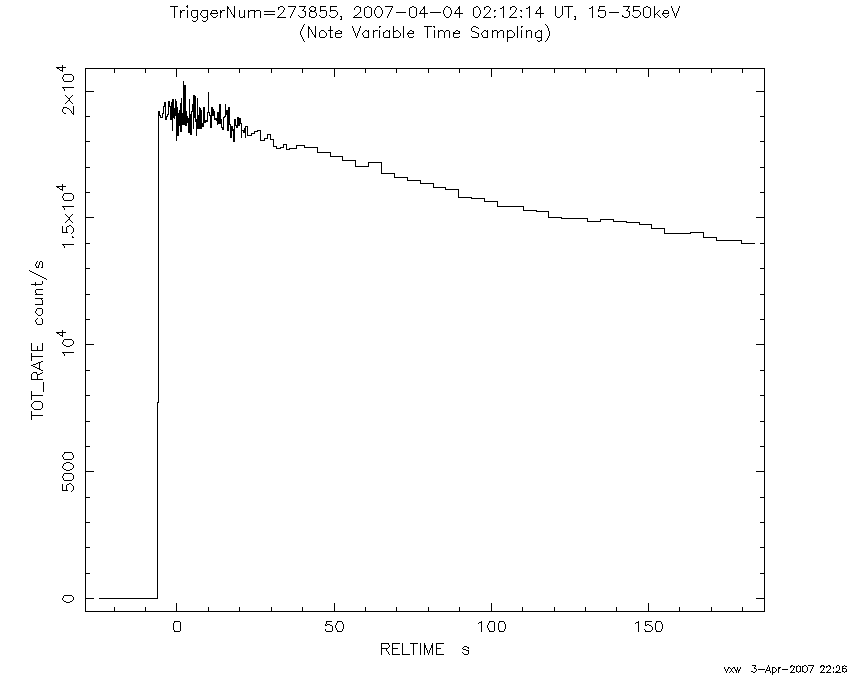 TriggerNum=273855, 2007-04-04 02:12:14 UT, 15-350keV
(Note Variable Time Sampling)
2×10⁴
1.5×10⁴
10⁴
5000
0
TOT_RATE count/s
0 50 100 150
RELTIME s
vxw 3-Apr-2007 22:26